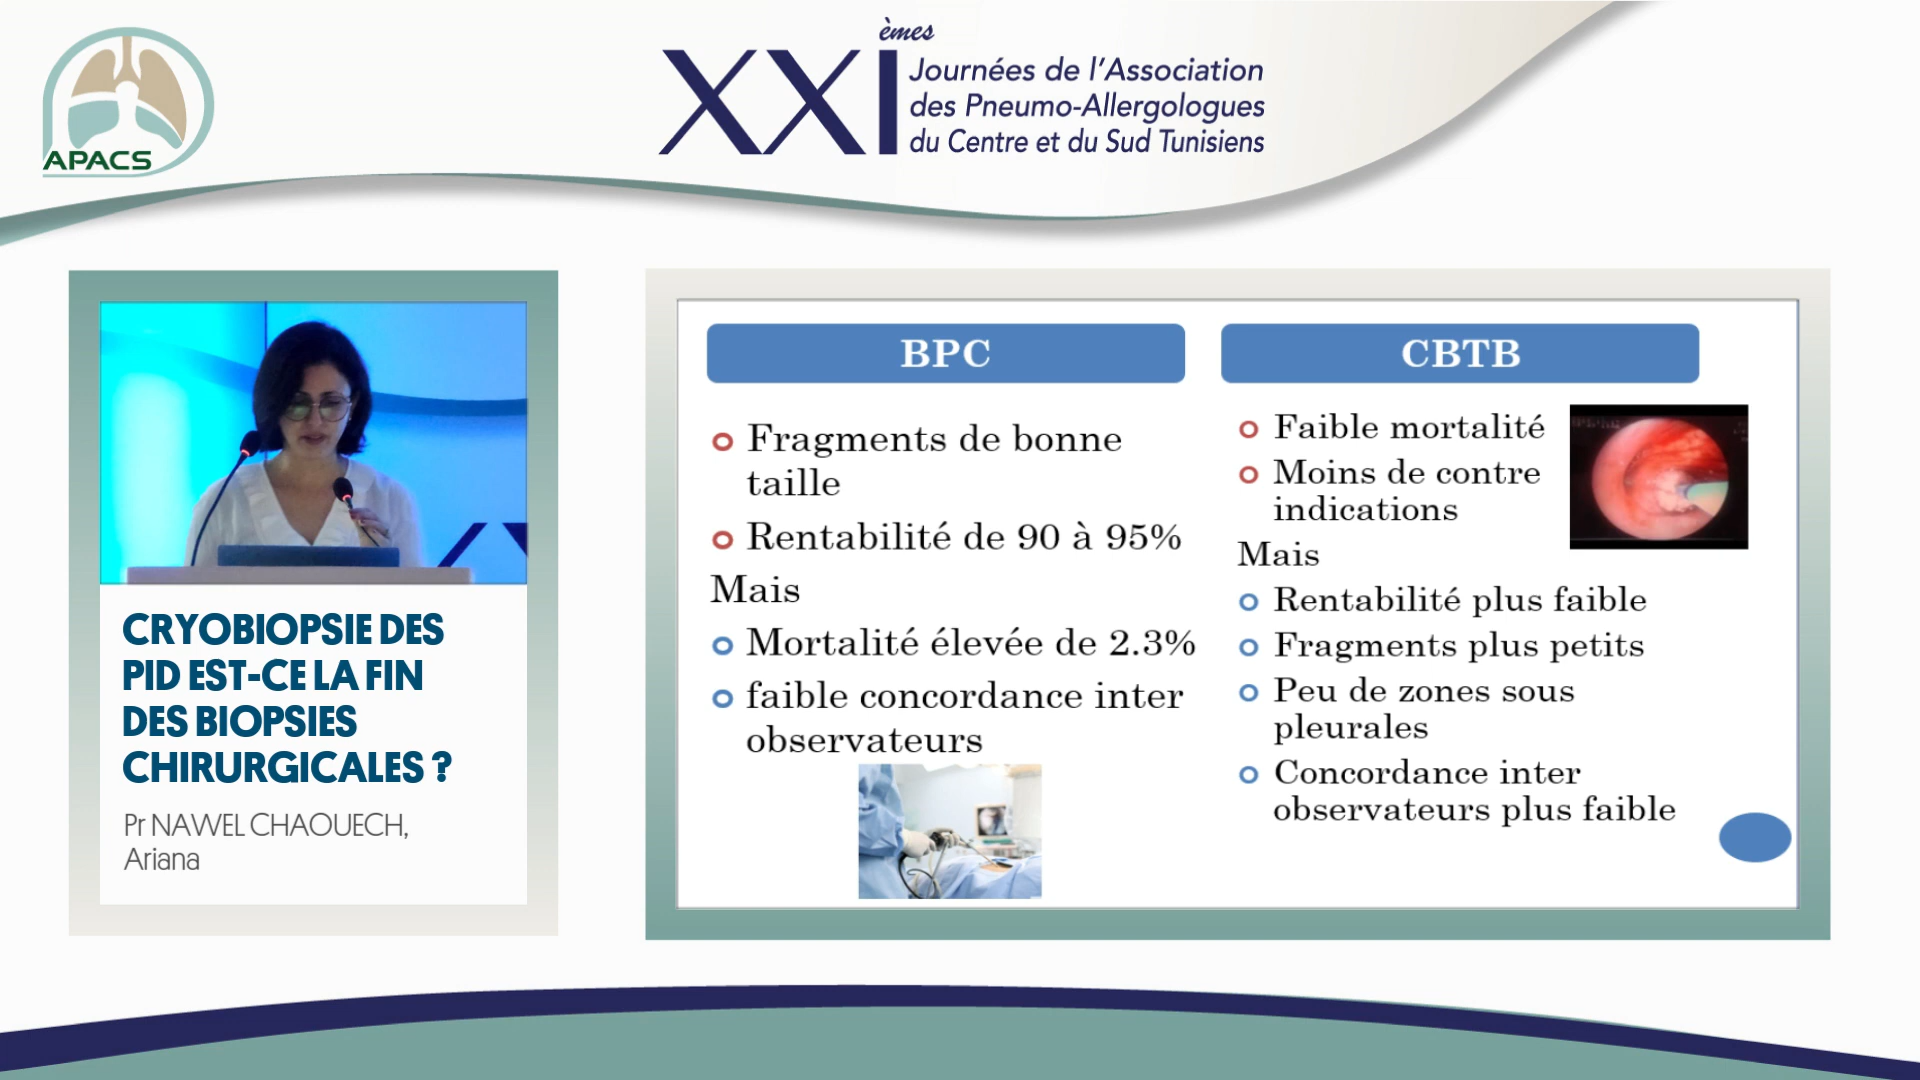 APACS
XXI
èmes
Journées de l'Association
des Pneumo-Allergologues
du Centre et du Sud Tunisiens
CRYOBIOPSIE DES
PID EST-CE LA FIN
DES BIOPSIES
CHIRURGICALES ?
Pr NAWEL CHAOUECH,
Ariana
BPC
Fragments de bonne
taille
Rentabilité de 90 à 95%
Mais
Mortalité élevée de 2.3%
faible concordance inter
observateurs
CBTB
Faible mortalité
Moins de contre
indications
Mais
Rentabilité plus faible
Fragments plus petits
Peu de zones sous
pleurales
Concordance inter
observateurs plus faible